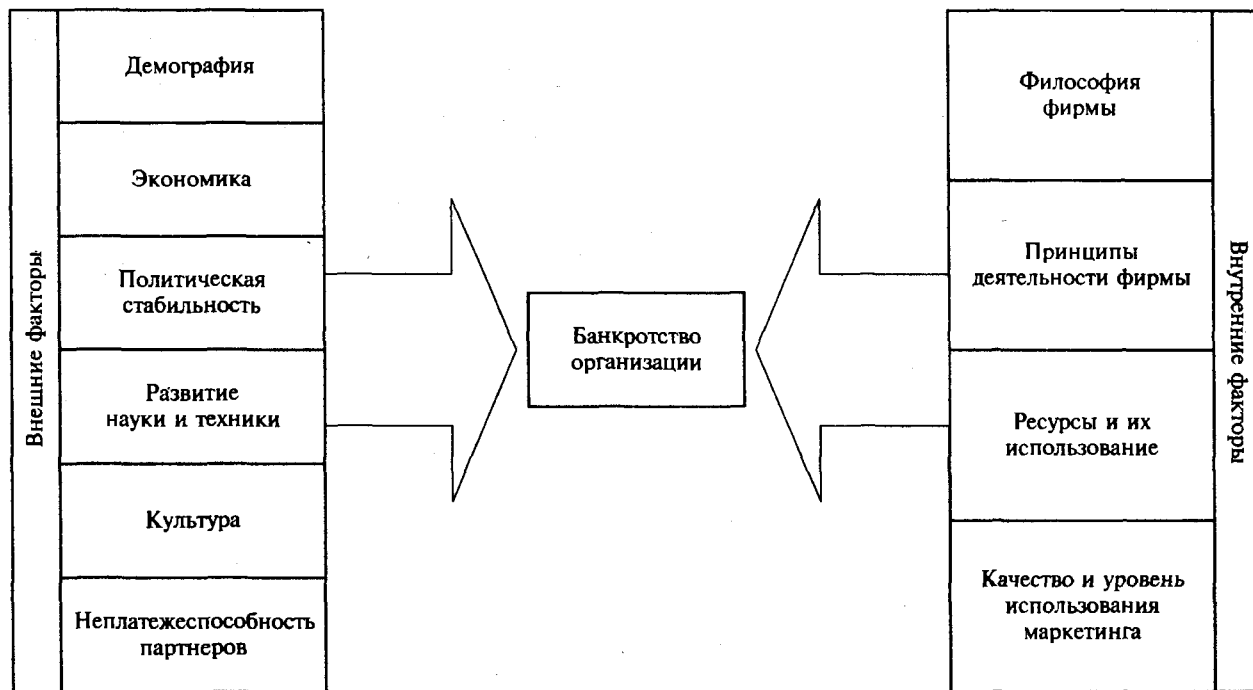 Внешние факторы
Демография
Экономика
Политическая
стабильность
Развитие
науки и техники
Культура
Неплатежеспособность
партнеров
Банкротство
организации
Философия
фирмы
Принципы
деятельности фирмы
Ресурсы и их
использование
Качество и уровень
использования
маркетинга
Внутренние факторы